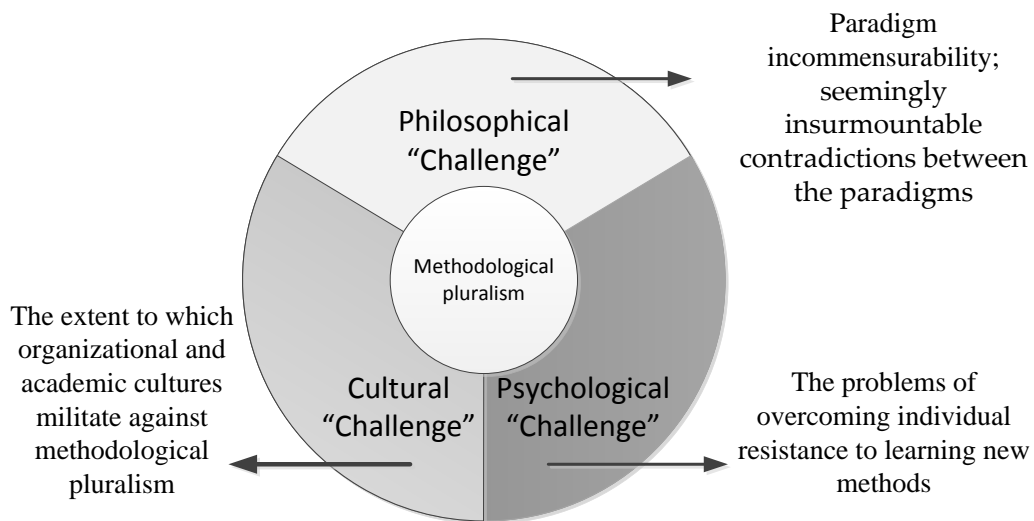 Paradigm
incommensurability;
seemingly
insurmountable
contradictions between
the paradigms
Philosophical
“Challenge”
Methodological
pluralism
The extent to which
organizational and
academic cultures
militate against
methodological
pluralism
Cultural
“Challenge”
Psychological
“Challenge”
The problems of
overcoming individual
resistance to learning new
methods